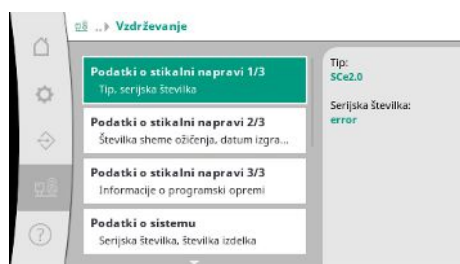 ..▸ Vzdrževanje
Podatki o stikalni napravi 1/3
Tip, serijska številka
Podatki o stikalni napravi 2/3
Številka sheme ožičenja, datum izgra...
Podatki o stikalni napravi 3/3
Informacije o programski opremi
Podatki o sistemu
Serijska številka, številka izdelka
Tip:
SCe2.0
Serijska številka:
error